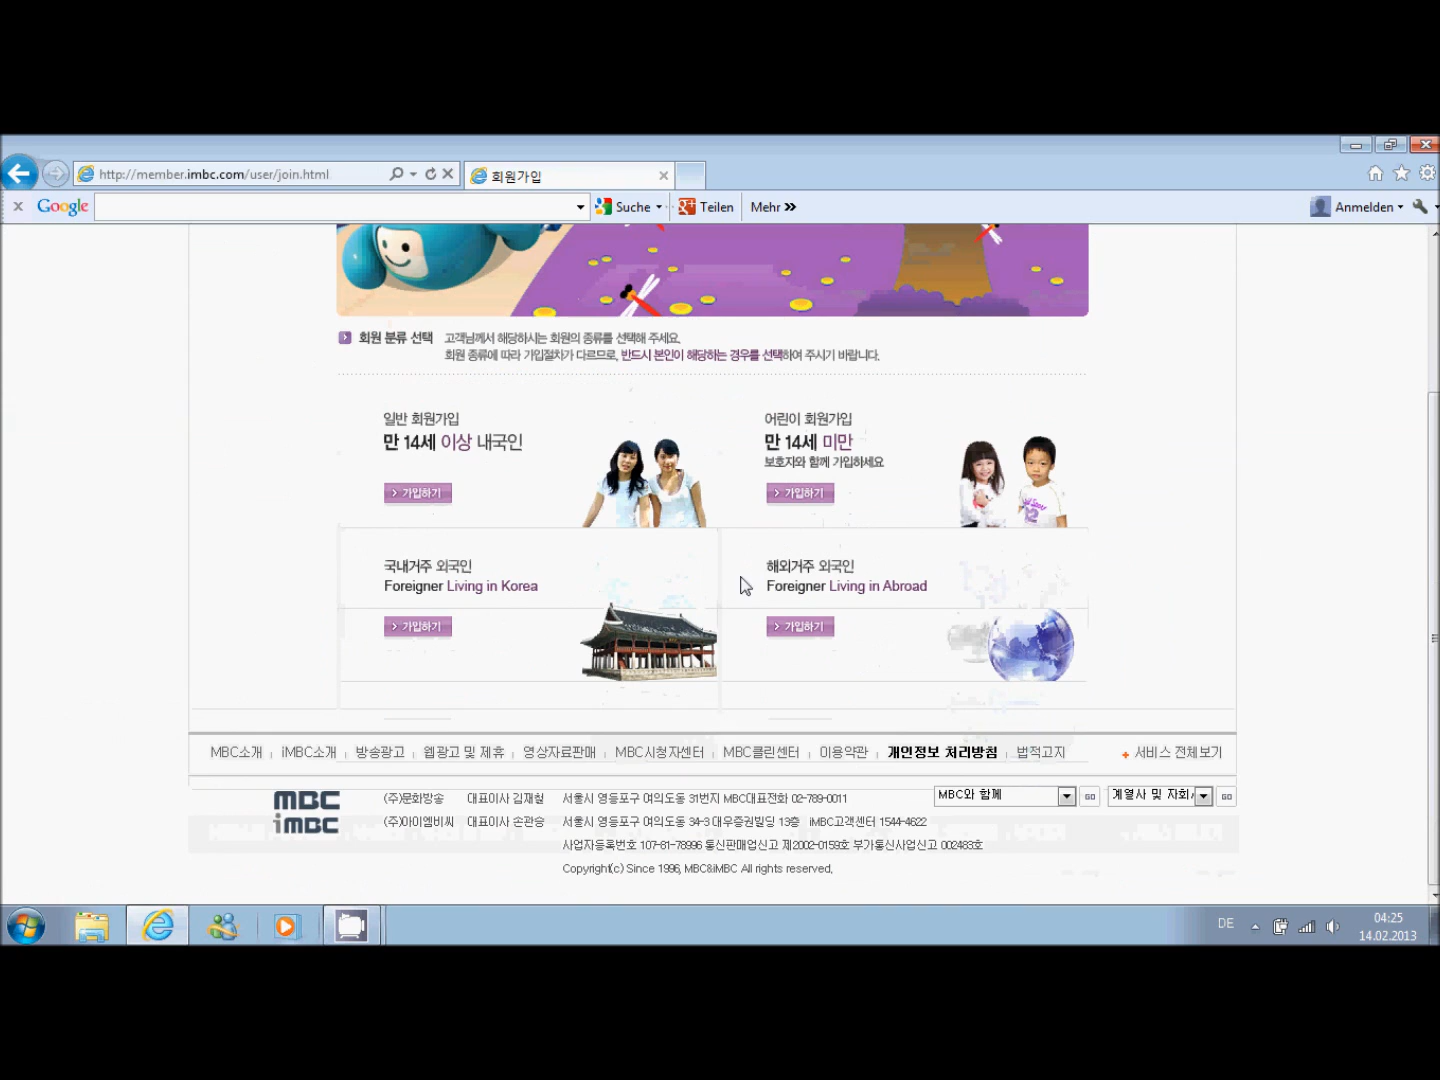 http://member.imbc.com/user/join.html
회원가입
Google
Suche
Teilen
Mehr
Anmelden
회원 분류 선택
고객님께서 해당하시는 회원의 종류를 선택해 주세요.
회원 종류에 따라 가입절차가 다르므로, 반드시 본인이 해당하는 경우를 선택하여 주시기 바랍니다.
일반 회원가입
만 14세 이상 내국인
가입하기
어린이 회원가입
만 14세 미만
보호자와 함께 가입하세요
가입하기
국내거주 외국인
Foreigner Living in Korea
가입하기
해외거주 외국인
Foreigner Living in Abroad
가입하기
MBC소개 iMBC소개 방송광고 웹광고 및 제휴 영상자료판매 MBC시청자센터 MBC클린센터 이용약관 개인정보 처리방침 법적고지 + 서비스 전체보기
MBC
iMBC
(주)문화방송 대표이사 김재철 서울시 영등포구 여의도동 31번지 MBC대표전화 02-789-0011
(주)아이엠비씨 대표이사 손관승 서울시 영등포구 여의도동 34-3 대우증권빌딩 13층 iMBC고객센터 1544-4622
사업자등록번호 107-81-78996 통신판매업신고 제2002-0159호 부가통신사업신고 002483호
Copyright(c) Since 1996, MBC&iMBC All rights reserved.
MBC와 함께
GO
계열사 및 자회
GO
DE
04:25
14.02.2013